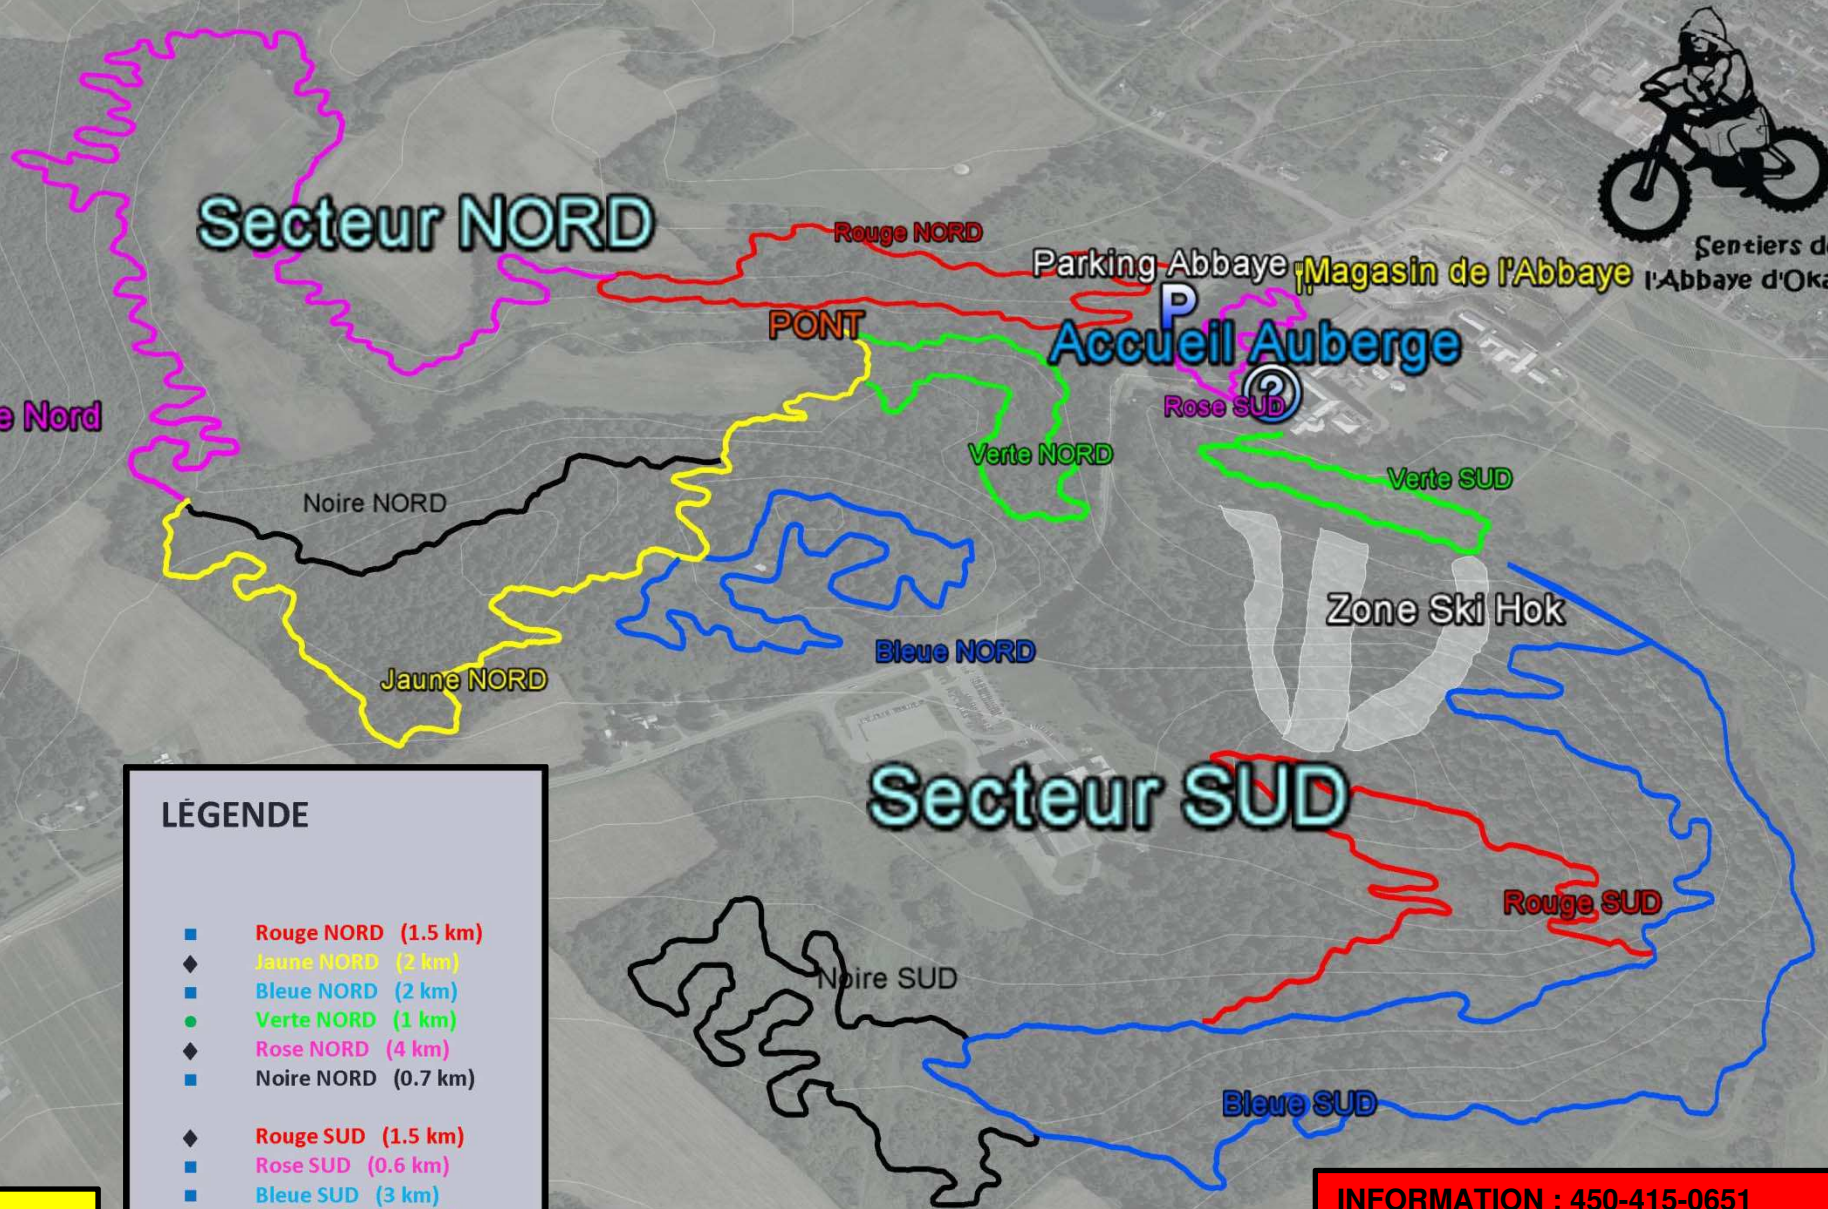 Sentiers de
l'Abbaye d'Oka
Secteur NORD
Rouge NORD
Parking Abbaye
Magasin de l'Abbaye
P
PONT
Accueil Auberge
?
Rose SUD
e Nord
Verte NORD
Verte SUD
Noire NORD
Zone Ski Hok
Bleue NORD
Jaune NORD
Secteur SUD
Rouge SUD
Noire SUD
Bleue SUD
LÉGENDE
Rouge NORD (1.5 km)
Jaune NORD (2 km)
Bleue NORD (2 km)
Verte NORD (1 km)
Rose NORD (4 km)
Noire NORD (0.7 km)
Rouge SUD (1.5 km)
Rose SUD (0.6 km)
Bleue SUD (3 km)
INFORMATION : 450-415-0651